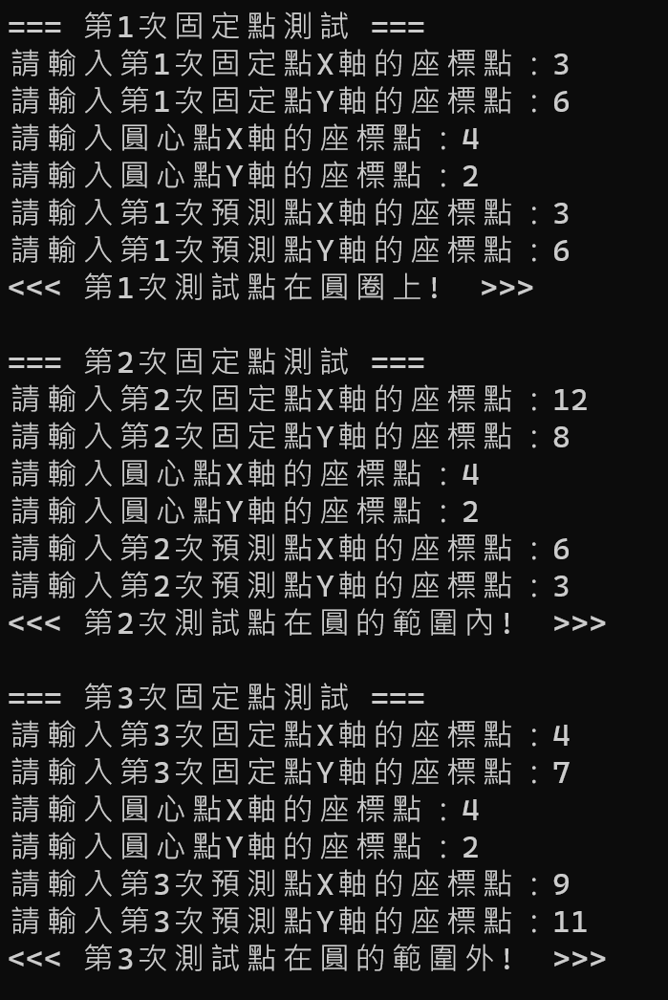 === 第1次固定點測試 ===
請輸入第1次固定點X軸的座標點：3
請輸入第1次固定點Y軸的座標點：6
請輸入圓心點X軸的座標點：4
請輸入圓心點Y軸的座標點：2
請輸入第1次預測點X軸的座標點：3
請輸入第1次預測點Y軸的座標點：6
<<< 第1次測試點在圓圈上!  >>>
=== 第2次固定點測試 ===
請輸入第2次固定點X軸的座標點：12
請輸入第2次固定點Y軸的座標點：8
請輸入圓心點X軸的座標點：4
請輸入圓心點Y軸的座標點：2
請輸入第2次預測點X軸的座標點：6
請輸入第2次預測點Y軸的座標點：3
<<< 第2次測試點在圓的範圍內!  >>>
=== 第3次固定點測試 ===
請輸入第3次固定點X軸的座標點：4
請輸入第3次固定點Y軸的座標點：7
請輸入圓心點X軸的座標點：4
請輸入圓心點Y軸的座標點：2
請輸入第3次預測點X軸的座標點：9
請輸入第3次預測點Y軸的座標點：11
<<< 第3次測試點在圓的範圍外!  >>>